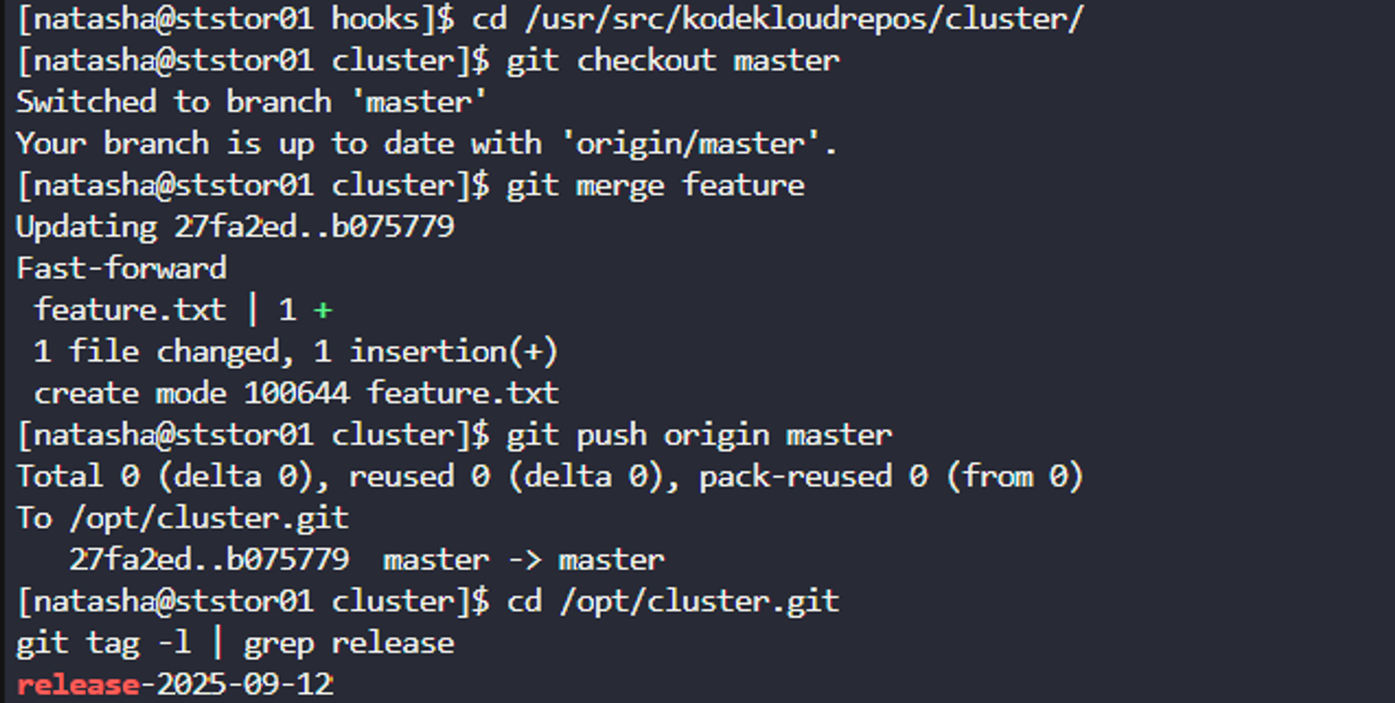 [natasha@ststor01 hooks]$ cd /usr/src/kodekloudrepos/cluster/
[natasha@ststor01 cluster]$ git checkout master
Switched to branch 'master'
Your branch is up to date with 'origin/master'.
[natasha@ststor01 cluster]$ git merge feature
Updating 27fa2ed..b075779
Fast-forward
 feature.txt | 1 +
 1 file changed, 1 insertion(+)
 create mode 100644 feature.txt
[natasha@ststor01 cluster]$ git push origin master
Total 0 (delta 0), reused 0 (delta 0), pack-reused 0 (from 0)
To /opt/cluster.git
   27fa2ed..b075779  master -> master
[natasha@ststor01 cluster]$ cd /opt/cluster.git
git tag -l | grep release
release-2025-09-12